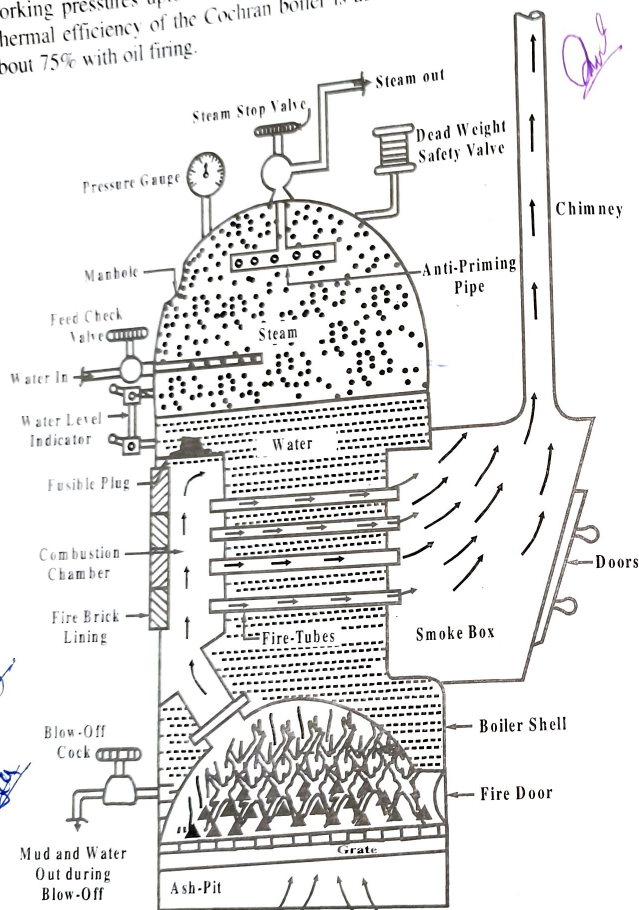 orking pressures upto
hermal efficiency of the Cochran boiler is
bout 75% with oil firing.
Steam out
Steam Stop Valve
Dead Weight
Safety Valve
Pressure Gauge
Chimney
Manhole
Anti-Priming
Pipe
Feed Check
Valve
Steam
Water In
Water Level
Indicator
Water
Fusible Plug
Combustion
Chamber
Doors
Fire Brick
Lining
Fire-Tubes
Smoke Box
Boiler Shell
Blow-Off
Cock
Fire Door
Mud and Water
Out during
Blow-Off
Grate
Ash-Pit